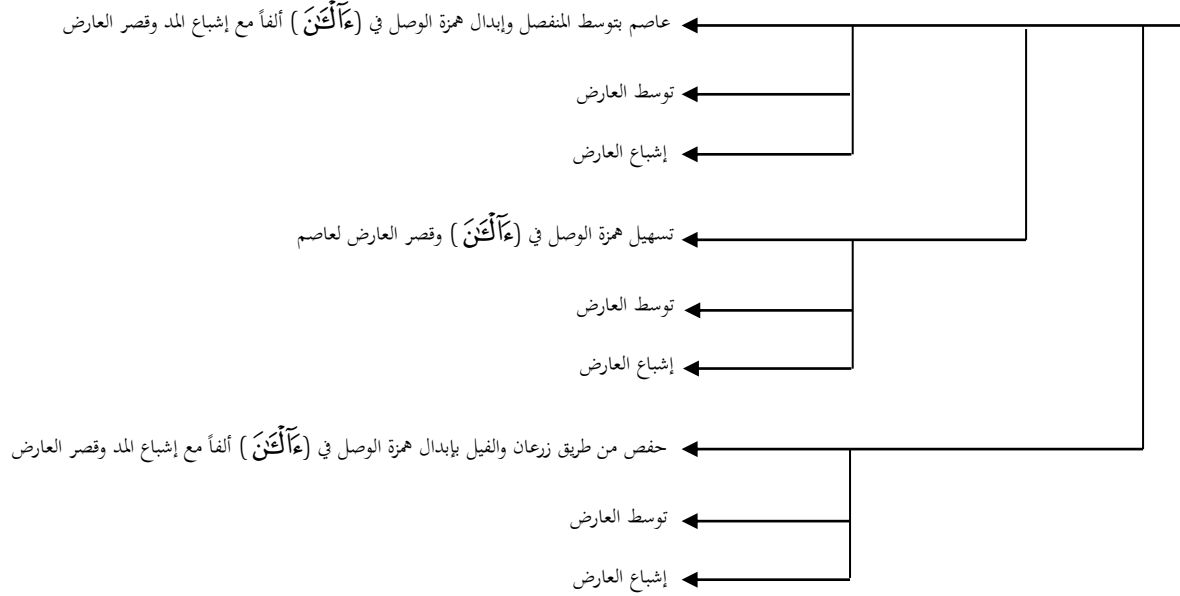 عاصم بتوسط المنفصل وإبدال همزة الوصل في (ءَآلْـَٰٔنَ) ألفاً مع إشباع المد وقصر العارض
توسط العارض
إشباع العارض
تسهيل همزة الوصل في (ءَآلْـَٰٔنَ) وقصر العارض لعاصم
توسط العارض
إشباع العارض
حفص من طريق زرعان والفيل بإبدال همزة الوصل في (ءَآلْـَٰٔنَ) ألفاً مع إشباع المد وقصر العارض
توسط العارض
إشباع العارض